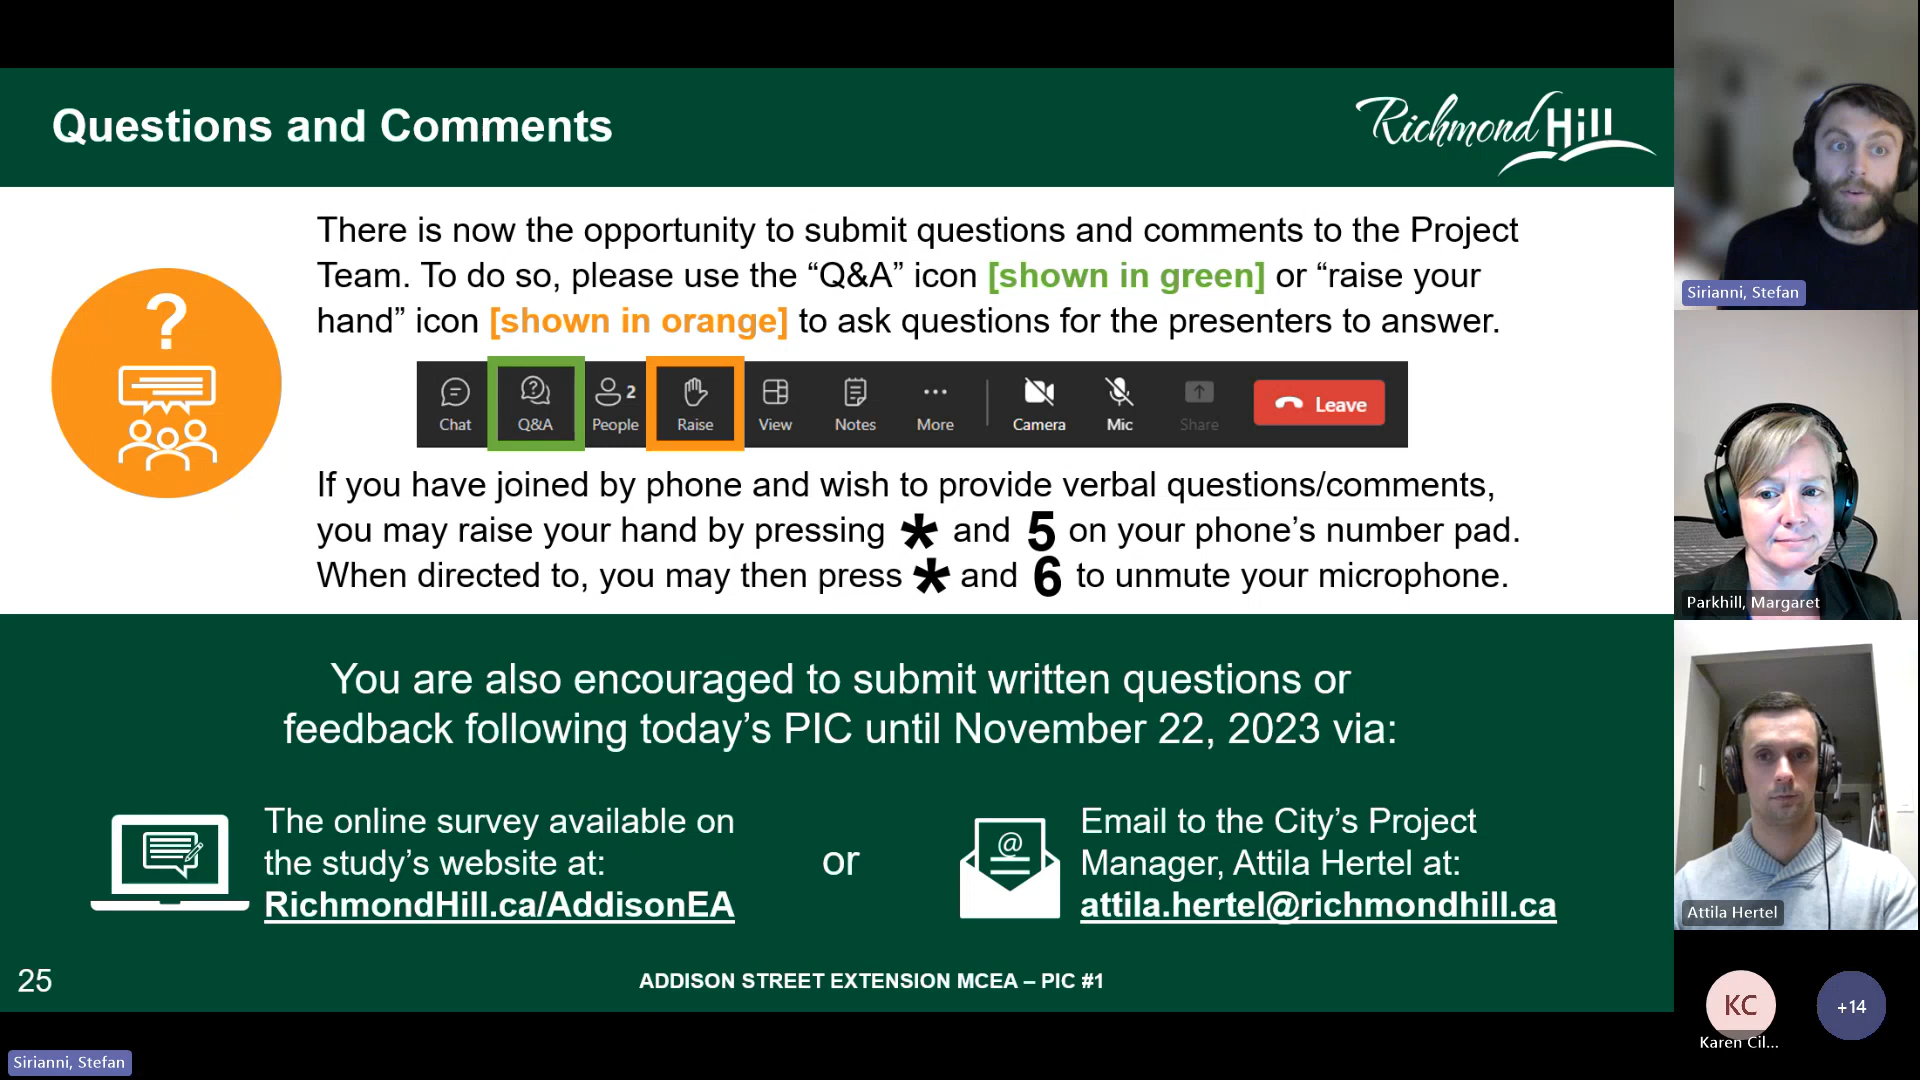 Questions and Comments
Richmond Hill
There is now the opportunity to submit questions and comments to the Project
Team. To do so, please use the “Q&A” icon [shown in green] or “raise your
hand” icon [shown in orange] to ask questions for the presenters to answer.
Chat Q&A People 2 Raise View Notes More Camera Mic Share Leave
If you have joined by phone and wish to provide verbal questions/comments,
you may raise your hand by pressing * and 5 on your phone’s number pad.
When directed to, you may then press * and 6 to unmute your microphone.
You are also encouraged to submit written questions or
feedback following today’s PIC until November 22, 2023 via:
The online survey available on
the study’s website at:
RichmondHill.ca/AddisonEA
or
Email to the City’s Project
Manager, Attila Hertel at:
attila.hertel@richmondhill.ca
25
ADDISON STREET EXTENSION MCEA – PIC #1
Sirianni, Stefan
Sirianni, Stefan
Parkhill, Margaret
Attila Hertel
KC
Karen Cil...
+14